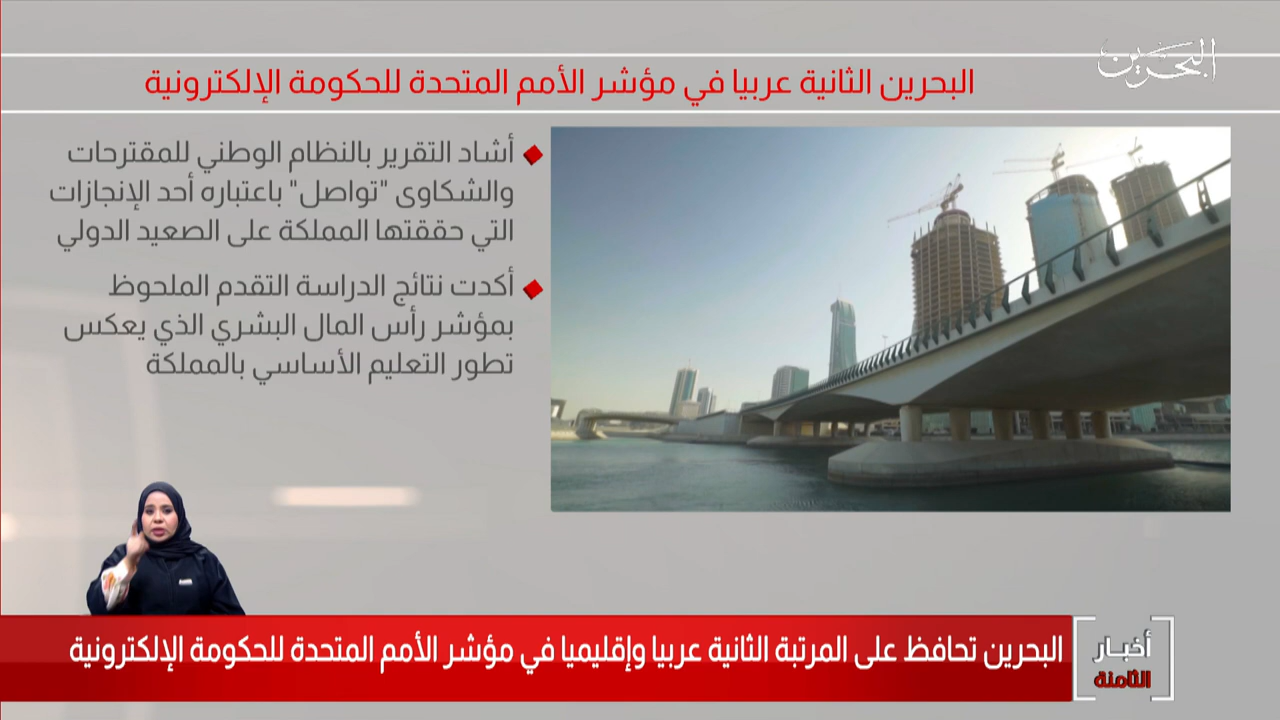 البحرين
البحرين الثانية عربيا في مؤشر الأمم المتحدة للحكومة الإلكترونية
أشاد التقرير بالنظام الوطني للمقترحات
والشكاوى "تواصل" باعتباره أحد الإنجازات
التي حققتها المملكة على الصعيد الدولي
أكدت نتائج الدراسة التقدم الملحوظ
بمؤشر رأس المال البشري الذي يعكس
تطور التعليم الأساسي بالمملكة
أخبار
الثامنة
البحرين تحافظ على المرتبة الثانية عربيا وإقليميا في مؤشر الأمم المتحدة للحكومة الإلكترونية